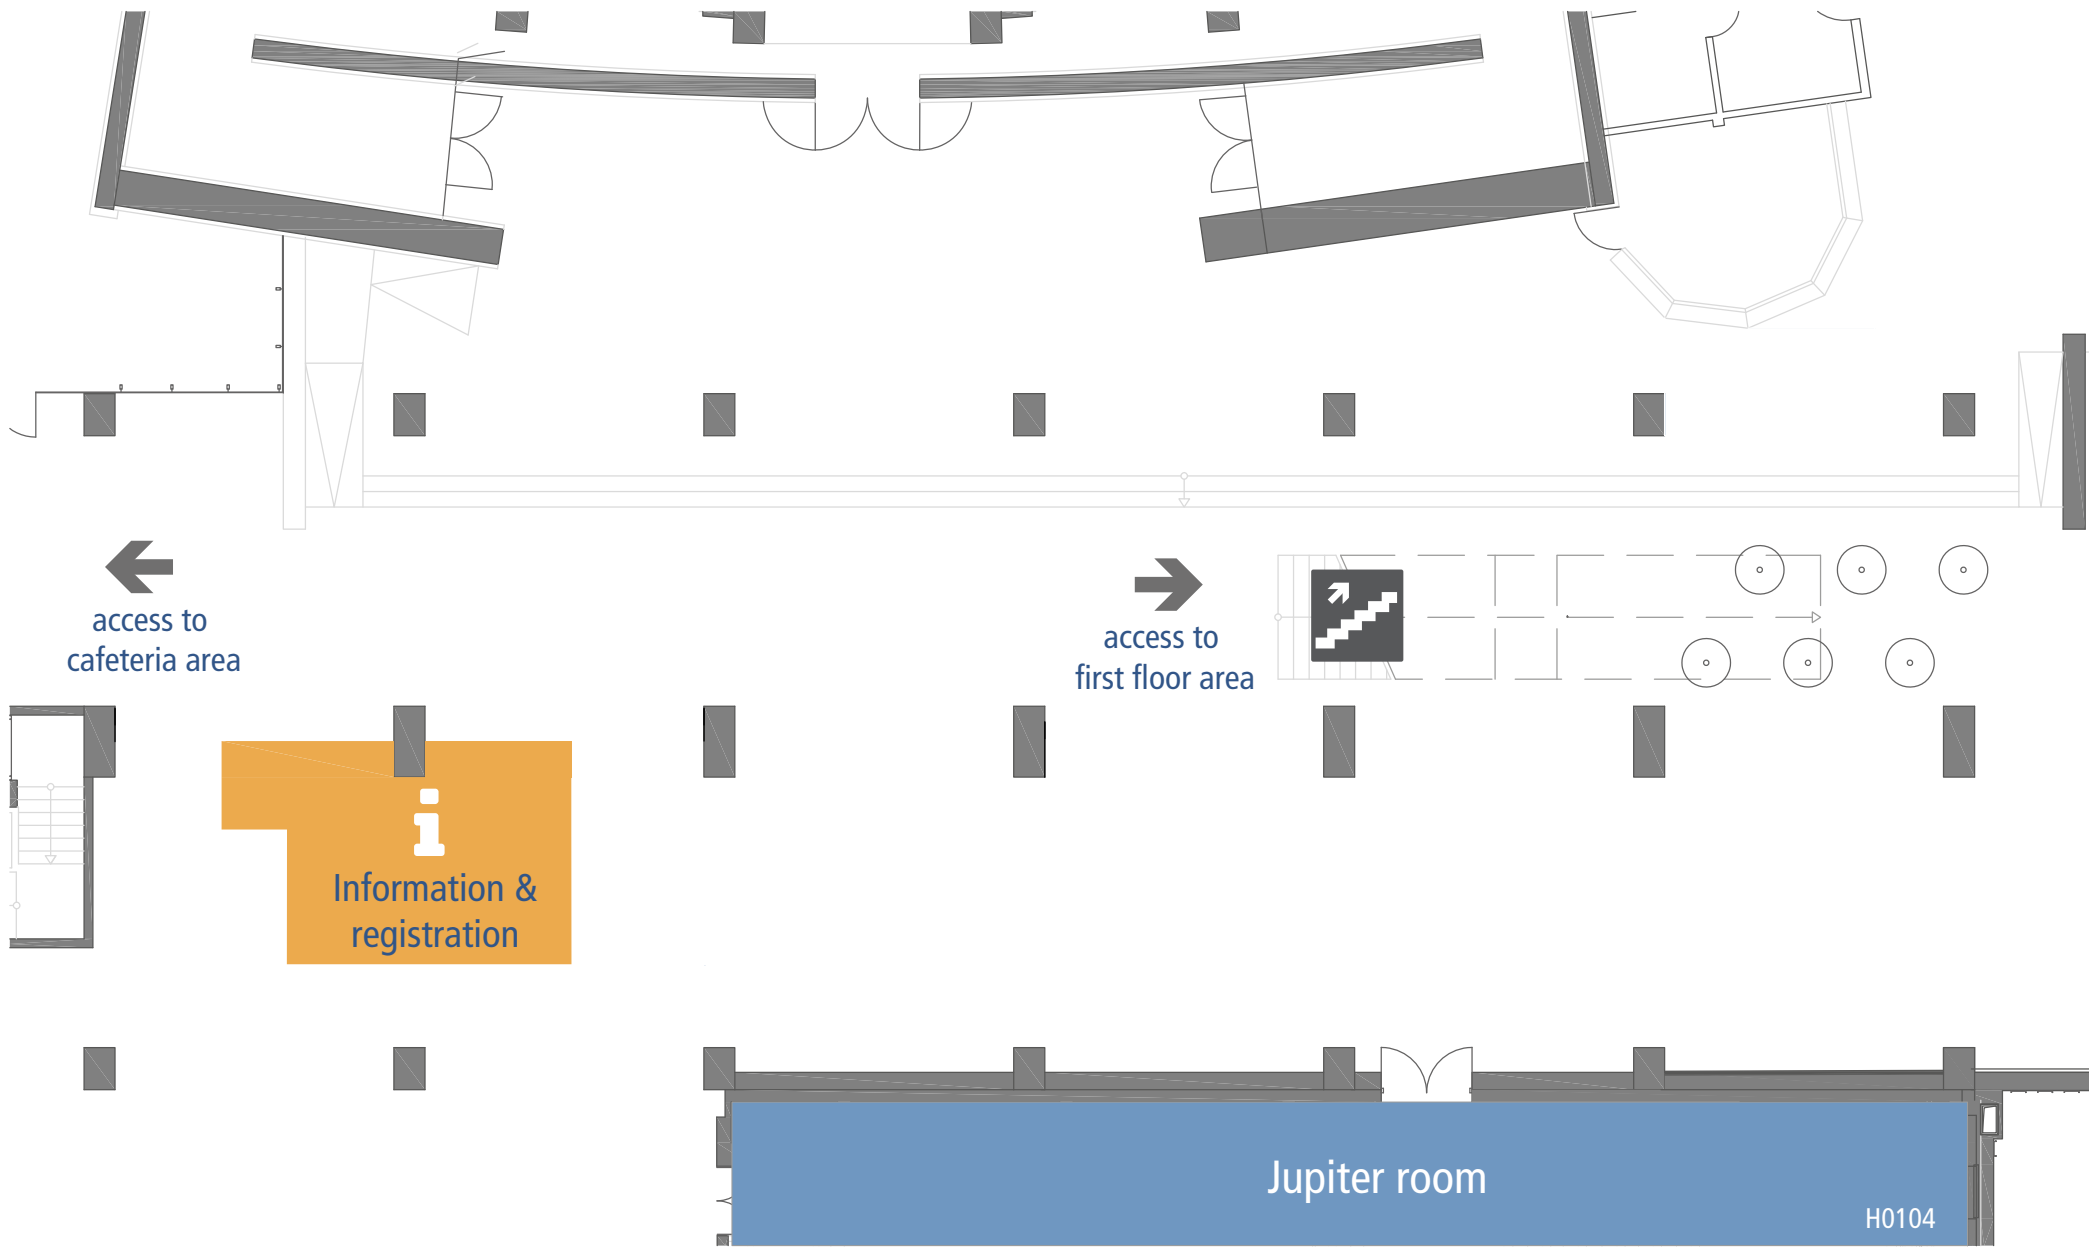 access to
cafeteria area
access to
first floor area
Information &
registration
Jupiter room
H0104